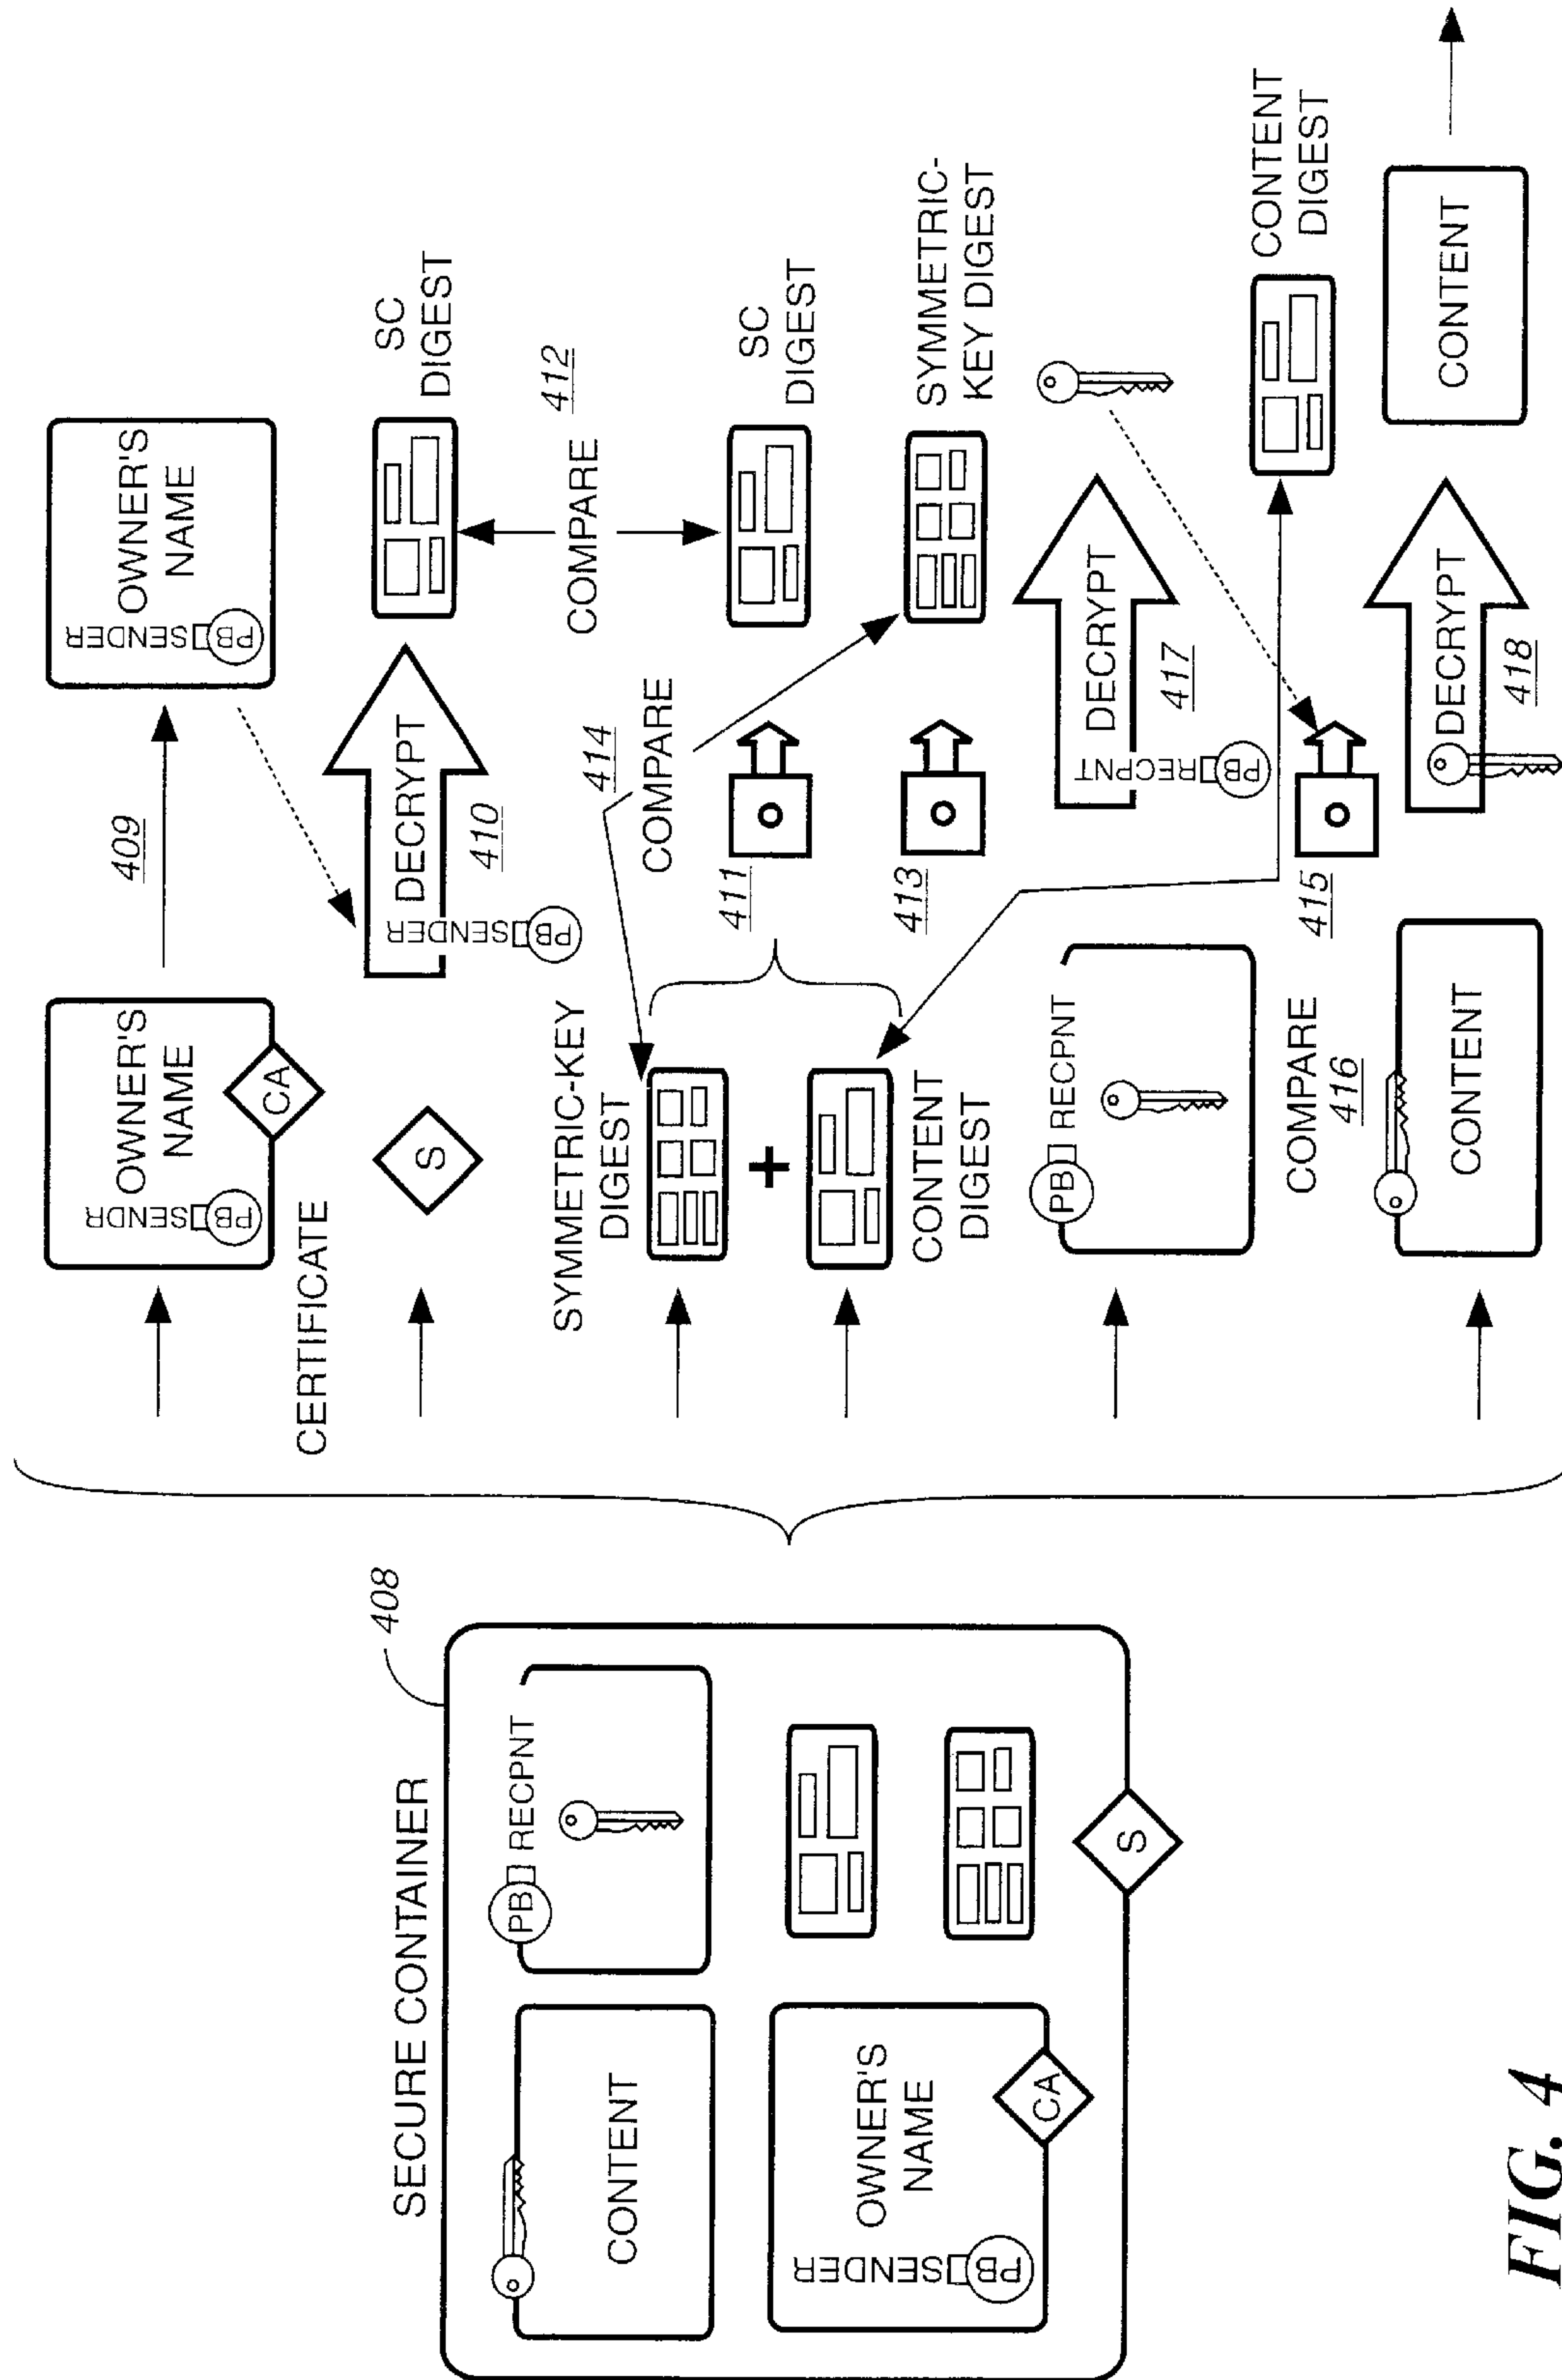 SECURE CONTAINER
408
CONTENT
PB RECPNT
OWNER'S
NAME
PB SENDER
CA
S
OWNER'S
NAME
PB SENDR
CA
CERTIFICATE
409
OWNER'S
NAME
PB SENDER
S
DECRYPT
PB SENDER
410
SC
DIGEST
COMPARE
412
SYMMETRIC-KEY
DIGEST
+
CONTENT
DIGEST
COMPARE
414
411
SC
DIGEST
413
SYMMETRIC-
KEY DIGEST
PB RECPNT
DECRYPT
PB RECPNT
417
COMPARE
416
415
CONTENT
DIGEST
CONTENT
DECRYPT
418
CONTENT
FIG. 4